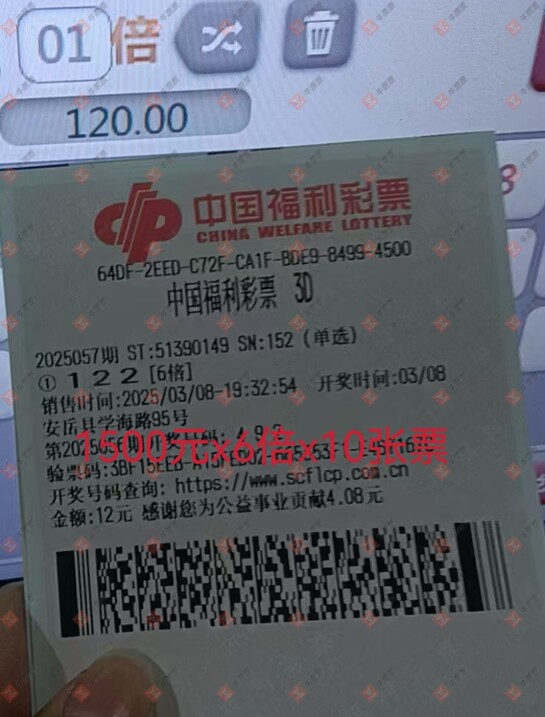 01 倍
120.00
8
中国福利彩票
CHINA WELFARE LOTTERY
64DF-2EED-C72F-CA1F-BDE9-8499-4500
中国福利彩票 3D
2025057期 ST:51390149 SN:152 (单选)
① 1 2 2 [6倍]
销售时间:2025/03/08-19:32:54 开奖时间:03/08
安岳县学海路95号
1500元x6倍x10张票
开奖号码查询: https://www.scflcp.com.cn
金额:12元 感谢您为公益事业贡献4.08元